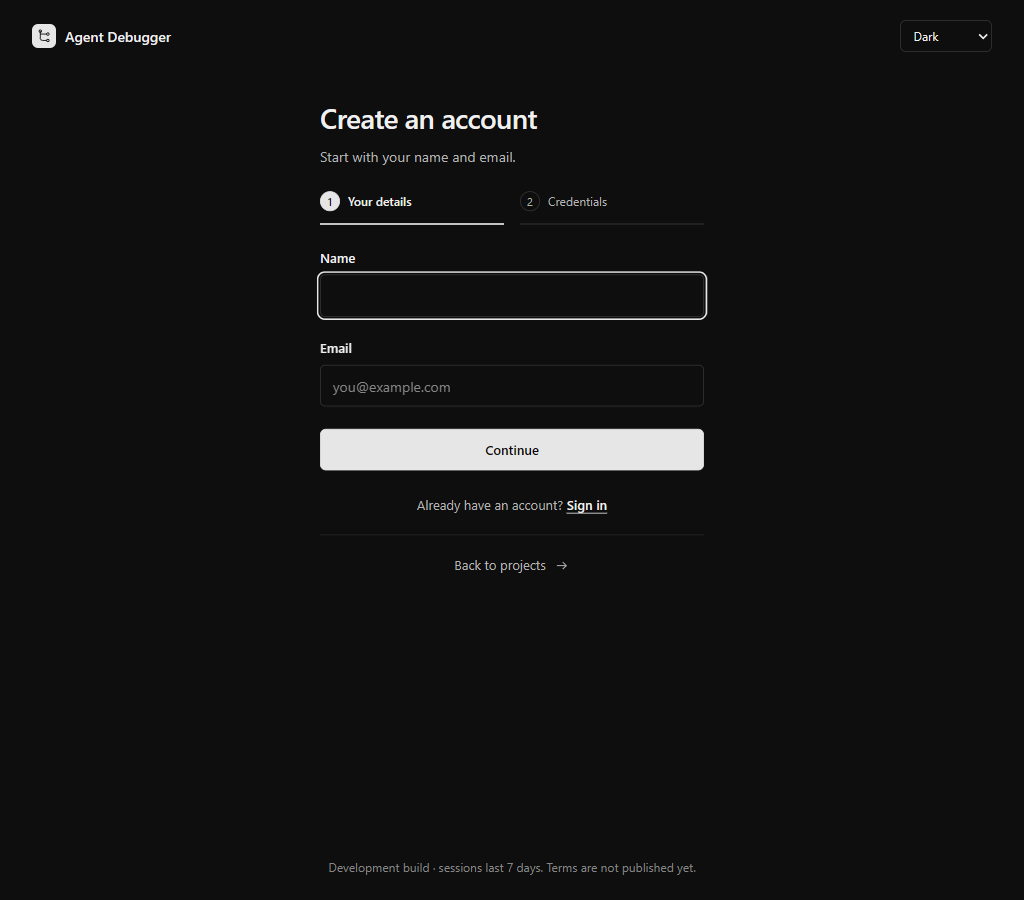 Agent Debugger
Dark
Create an account
Start with your name and email.
1 Your details
2 Credentials
Name
Email
you@example.com
Continue
Already have an account? Sign in
Back to projects →
Development build · sessions last 7 days. Terms are not published yet.